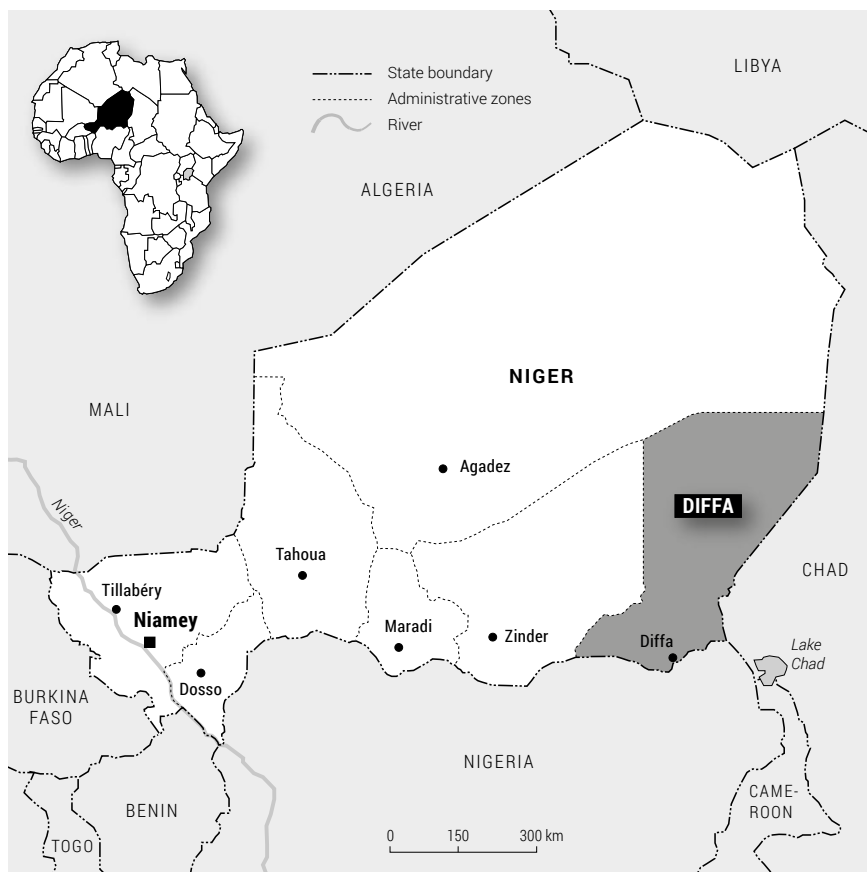 State boundary
Administrative zones
River
LIBYA
ALGERIA
NIGER
MALI
Agadez
Niger
DIFFA
Tahoua
CHAD
Tillabéry
Niamey
Maradi
Zinder
Diffa
Lake
Chad
Dosso
BURKINA
FASO
NIGERIA
BENIN
CAME-
ROON
TOGO
0 150 300 km